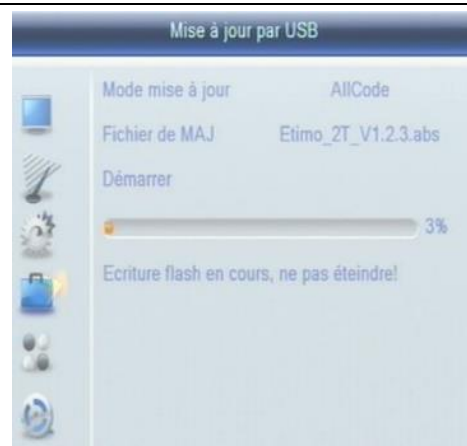 Mise à jour par USB
Mode mise à jour AllCode
Fichier de MAJ Etimo_2T_V1.2.3.abs
Démarrer
3%
Ecriture flash en cours, ne pas éteindre!